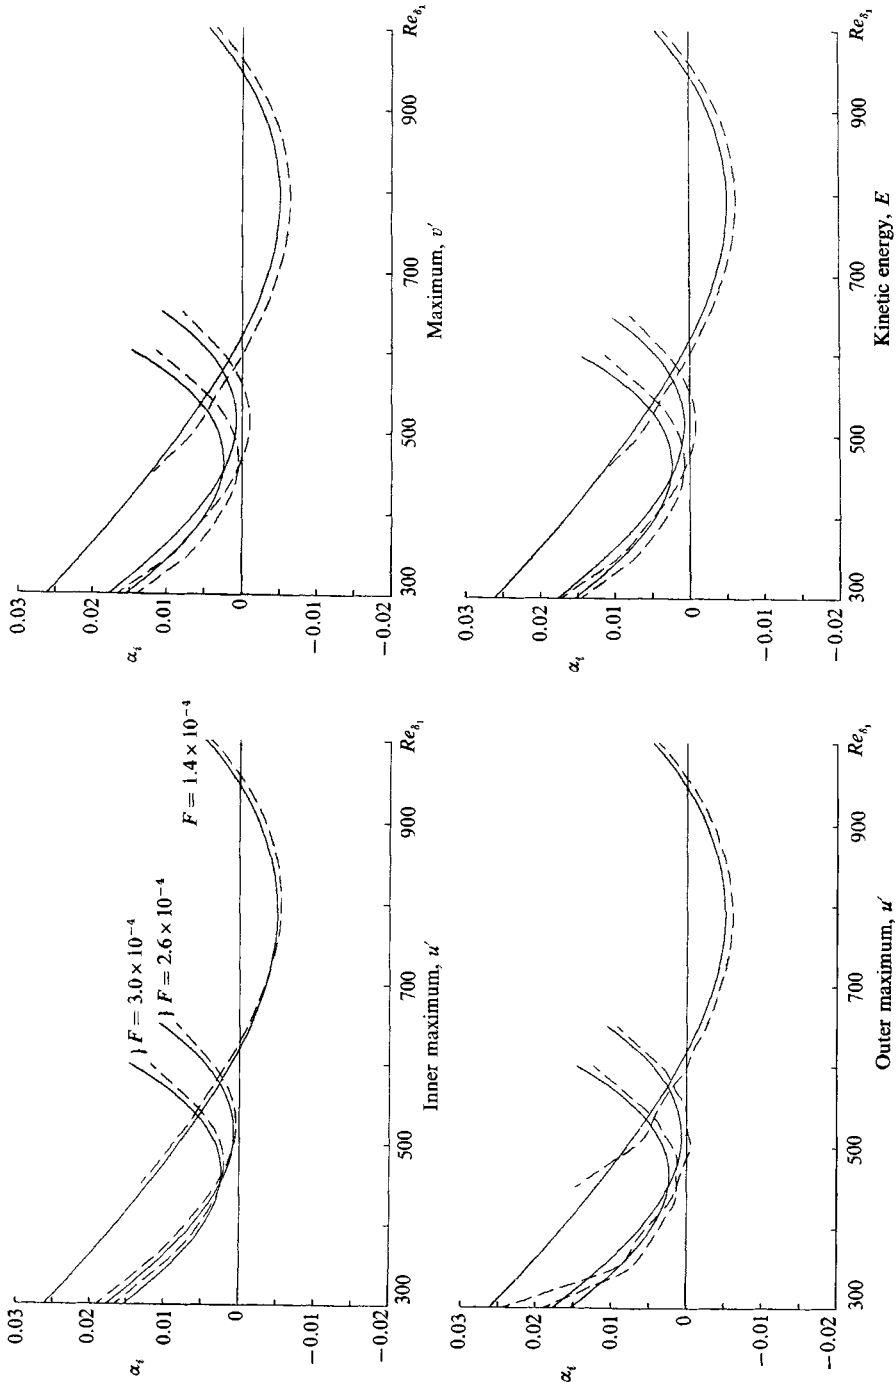 0.03
0.02
0.01
0
−0.01
−0.02
α_i
300
500
700
900
Re_δ₁
Inner maximum, u′
} F = 3.0 × 10⁻⁴
} F = 2.6 × 10⁻⁴
F = 1.4 × 10⁻⁴
0.03
0.02
0.01
0
−0.01
−0.02
α_i
300
500
700
900
Re_δ₁
Maximum, v′
0.03
0.02
0.01
0
−0.01
−0.02
α_i
300
500
700
900
Re_δ₁
Outer maximum, u′
0.03
0.02
0.01
0
−0.01
−0.02
α_i
300
500
700
900
Re_δ₁
Kinetic energy, E